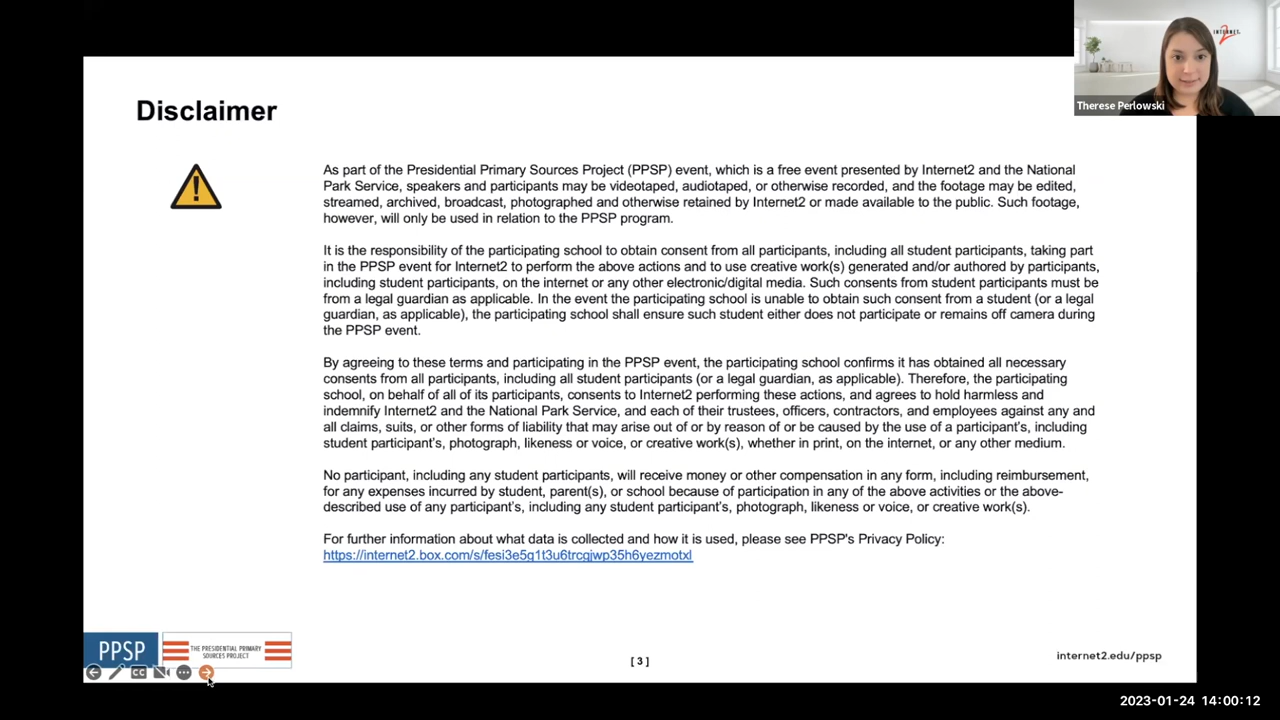 INTERNET
2
Therese Perlowski
Disclaimer
As part of the Presidential Primary Sources Project (PPSP) event, which is a free event presented by Internet2 and the National
Park Service, speakers and participants may be videotaped, audiotaped, or otherwise recorded, and the footage may be edited,
streamed, archived, broadcast, photographed and otherwise retained by Internet2 or made available to the public. Such footage,
however, will only be used in relation to the PPSP program.
It is the responsibility of the participating school to obtain consent from all participants, including all student participants, taking part
in the PPSP event for Internet2 to perform the above actions and to use creative work(s) generated and/or authored by participants,
including student participants, on the internet or any other electronic/digital media. Such consents from student participants must be
from a legal guardian as applicable. In the event the participating school is unable to obtain such consent from a student (or a legal
guardian, as applicable), the participating school shall ensure such student either does not participate or remains off camera during
the PPSP event.
By agreeing to these terms and participating in the PPSP event, the participating school confirms it has obtained all necessary
consents from all participants, including all student participants (or a legal guardian, as applicable). Therefore, the participating
school, on behalf of all of its participants, consents to Internet2 performing these actions, and agrees to hold harmless and
indemnify Internet2 and the National Park Service, and each of their trustees, officers, contractors, and employees against any and
all claims, suits, or other forms of liability that may arise out of or by reason of or be caused by the use of a participant's, including
student participant's, photograph, likeness or voice, or creative work(s), whether in print, on the internet, or any other medium.
No participant, including any student participants, will receive money or other compensation in any form, including reimbursement,
for any expenses incurred by student, parent(s), or school because of participation in any of the above activities or the above-
described use of any participant's, including any student participant's, photograph, likeness or voice, or creative work(s).
For further information about what data is collected and how it is used, please see PPSP's Privacy Policy:
https://internet2.box.com/s/fesi3e5g1t3u6trcgjwp35h6yezmotxl
PPSP
THE PRESIDENTIAL PRIMARY
SOURCES PROJECT
[ 3 ]
internet2.edu/ppsp
CC
2023-01-24 14:00:12